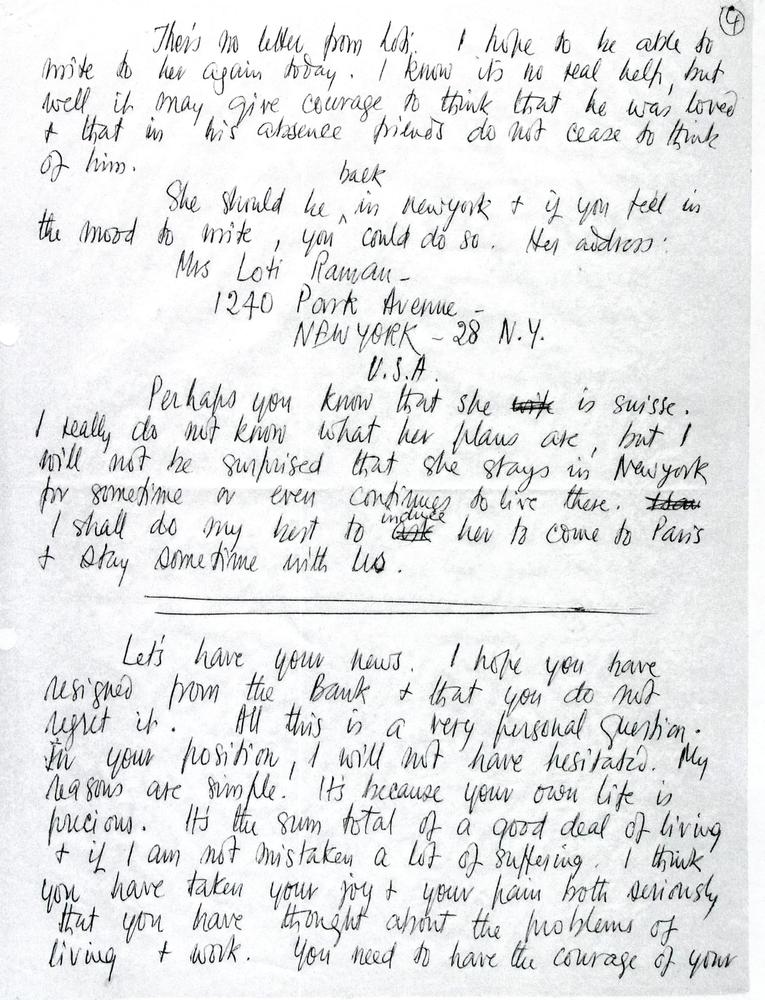 4
There's no letter from Loti. I hope to be able to
write to her again today. I know it's no real help, but
well it may give courage to think that he was loved
& that in his absence friends do not cease to think
of him.
back
She should be ^ in newyork & if you feel in
the mood to write, you could do so. Her address:
Mrs Loti Raman -
1240 Park Avenue -
NEW YORK - 28 N.Y.
U.S.A.
Perhaps you know that she is suisse.
I really do not know what her plans are, but I
will not be surprised that she stays in Newyork
for sometime or even continues to live there.
induce
I shall do my best to ask her to come to Paris
& stay sometime with us.
Let's have your news. I hope you have
resigned from the Bank & that you do not
regret it. All this is a very personal question.
In your position, I will not have hesitated. My
reasons are simple. It's because your own life is
precious. It's the sum total of a good deal of living
& if I am not mistaken a lot of suffering. I think
you have taken your joy & your pain both seriously
that you have thought about the problems of
living & work. You need to have the courage of your